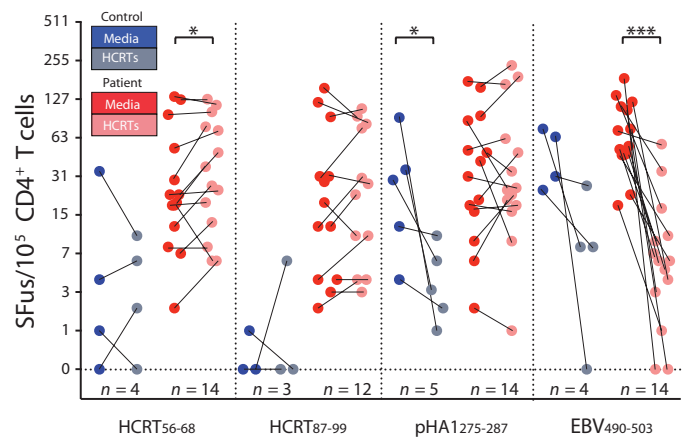 SFus/10⁵ CD4⁺ T cells
511
255
127
63
31
15
7
3
1
0
Control
Media
HCRTs
Patient
Media
HCRTs
*
*
***
n = 4
n = 14
n = 3
n = 12
n = 5
n = 14
n = 4
n = 14
HCRT₅₆₋₆₈
HCRT₈₇₋₉₉
pHA1₂₇₅₋₂₈₇
EBV₄₉₀₋₅₀₃